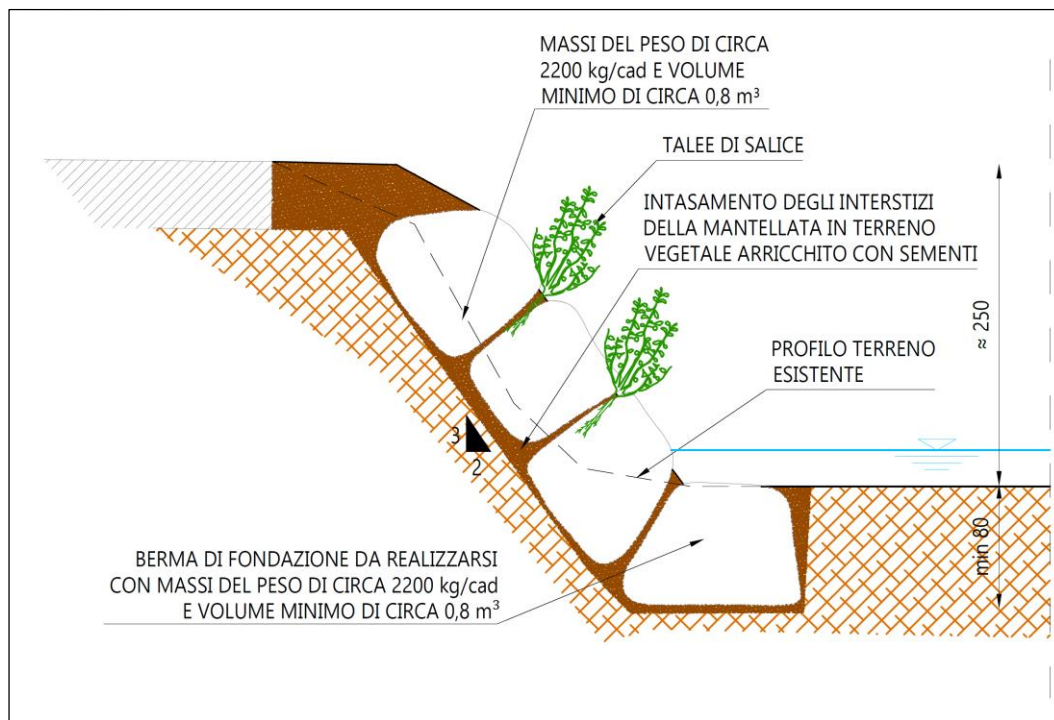 MASSI DEL PESO DI CIRCA
2200 kg/cad E VOLUME
MINIMO DI CIRCA 0,8 m³
TALEE DI SALICE
INTASAMENTO DEGLI INTERSTIZI
DELLA MANTELLATA IN TERRENO
VEGETALE ARRICCHITO CON SEMENTI
≈ 250
PROFILO TERRENO
ESISTENTE
3
2
min 80
BERMA DI FONDAZIONE DA REALIZZARSI
CON MASSI DEL PESO DI CIRCA 2200 kg/cad
E VOLUME MINIMO DI CIRCA 0,8 m³